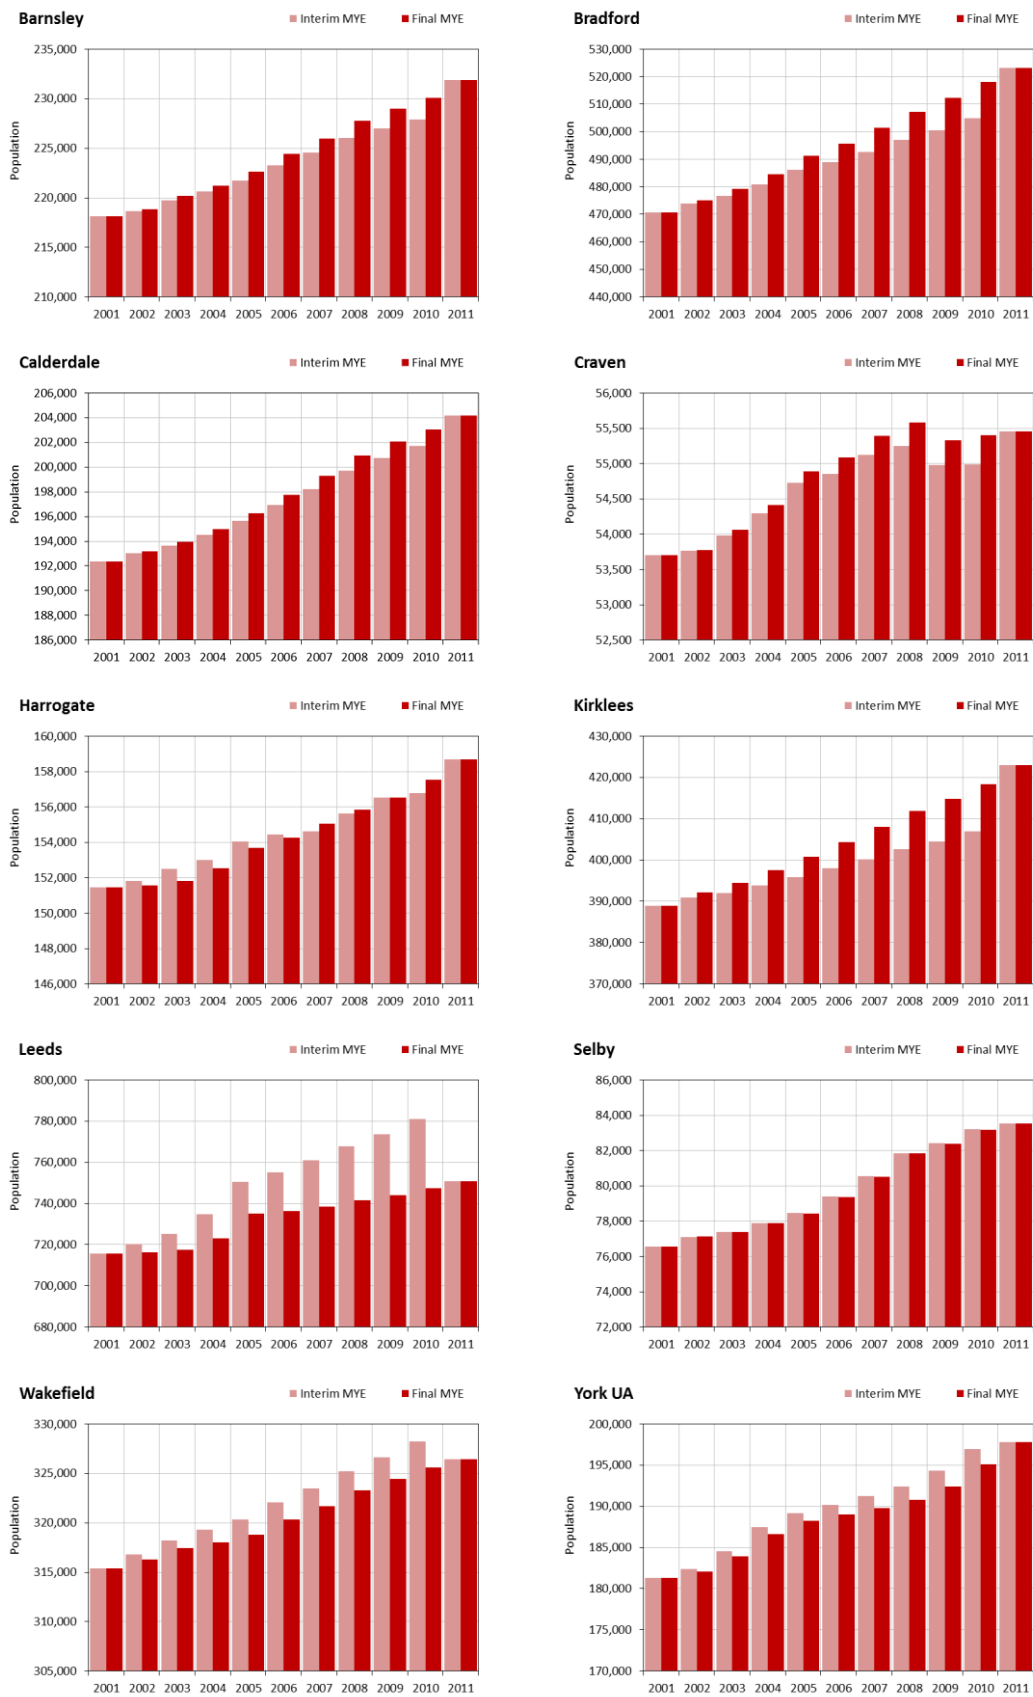 Barnsley
Interim MYE
Final MYE
Population
235,000
230,000
225,000
220,000
215,000
210,000
2001 2002 2003 2004 2005 2006 2007 2008 2009 2010 2011
Bradford
Interim MYE
Final MYE
Population
530,000
520,000
510,000
500,000
490,000
480,000
470,000
460,000
450,000
440,000
2001 2002 2003 2004 2005 2006 2007 2008 2009 2010 2011
Calderdale
Interim MYE
Final MYE
Population
206,000
204,000
202,000
200,000
198,000
196,000
194,000
192,000
190,000
188,000
186,000
2001 2002 2003 2004 2005 2006 2007 2008 2009 2010 2011
Craven
Interim MYE
Final MYE
Population
56,000
55,500
55,000
54,500
54,000
53,500
53,000
52,500
2001 2002 2003 2004 2005 2006 2007 2008 2009 2010 2011
Harrogate
Interim MYE
Final MYE
Population
160,000
158,000
156,000
154,000
152,000
150,000
148,000
146,000
2001 2002 2003 2004 2005 2006 2007 2008 2009 2010 2011
Kirklees
Interim MYE
Final MYE
Population
430,000
420,000
410,000
400,000
390,000
380,000
370,000
2001 2002 2003 2004 2005 2006 2007 2008 2009 2010 2011
Leeds
Interim MYE
Final MYE
Population
800,000
780,000
760,000
740,000
720,000
700,000
680,000
2001 2002 2003 2004 2005 2006 2007 2008 2009 2010 2011
Selby
Interim MYE
Final MYE
Population
86,000
84,000
82,000
80,000
78,000
76,000
74,000
72,000
2001 2002 2003 2004 2005 2006 2007 2008 2009 2010 2011
Wakefield
Interim MYE
Final MYE
Population
330,000
325,000
320,000
315,000
310,000
305,000
2001 2002 2003 2004 2005 2006 2007 2008 2009 2010 2011
York UA
Interim MYE
Final MYE
Population
200,000
195,000
190,000
185,000
180,000
175,000
170,000
2001 2002 2003 2004 2005 2006 2007 2008 2009 2010 2011